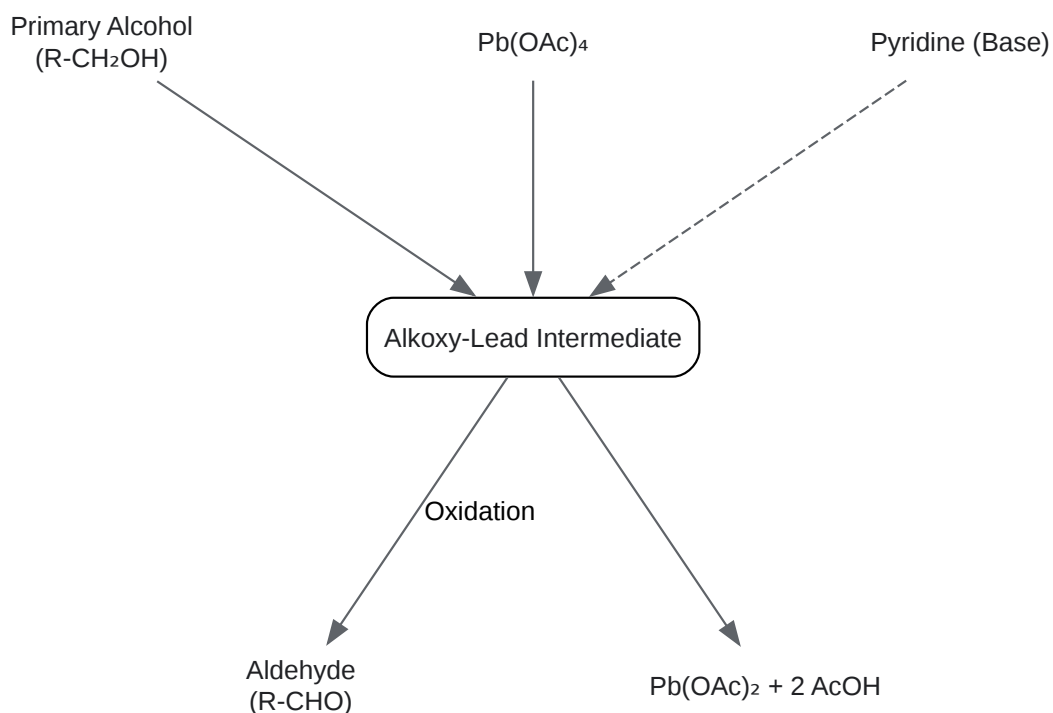 Primary Alcohol
(R-CH₂OH)
Pb(OAc)₄
Pyridine (Base)
Alkoxy-Lead Intermediate
Oxidation
Aldehyde
(R-CHO)
Pb(OAc)₂ + 2 AcOH